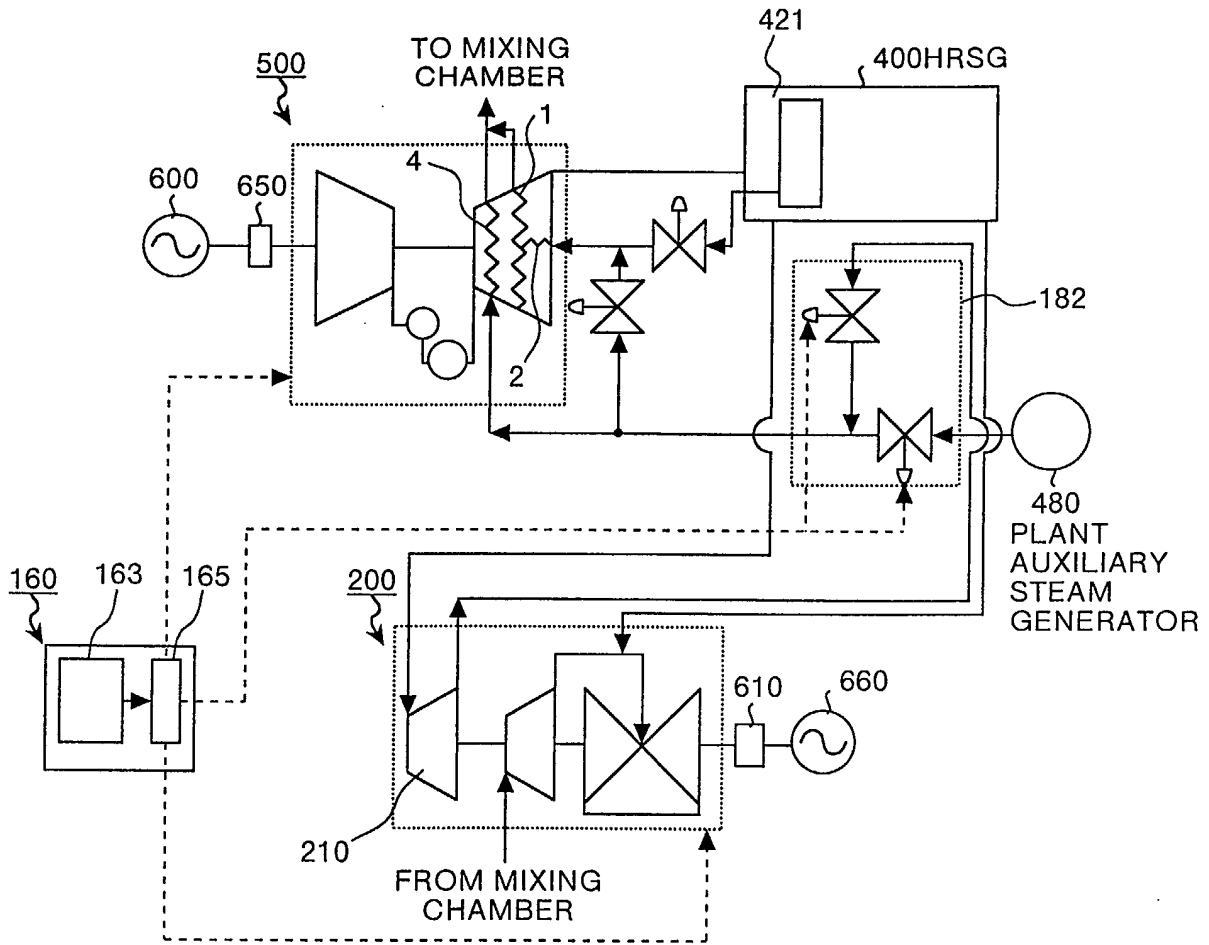 421
TO MIXING
CHAMBER
400HRSG
500
1
4
600
650
182
2
480
PLANT
AUXILIARY
STEAM
GENERATOR
160
163
165
200
610
660
210
FROM MIXING
CHAMBER